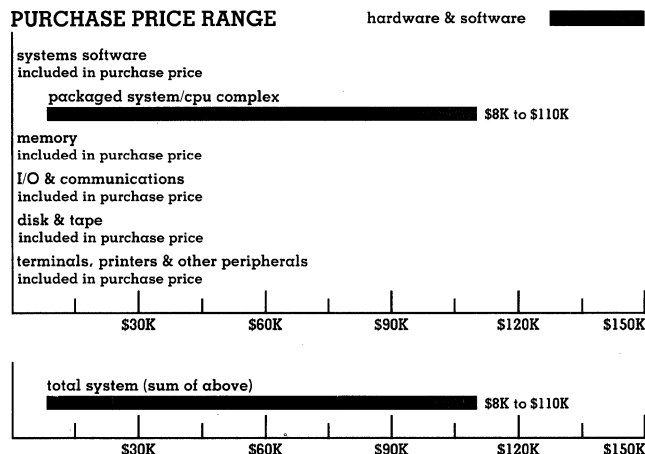 PURCHASE PRICE RANGE
hardware & software
systems software
included in purchase price
packaged system/cpu complex
$8K to $110K
memory
included in purchase price
I/O & communications
included in purchase price
disk & tape
included in purchase price
terminals, printers & other peripherals
included in purchase price
$30K $60K $90K $120K $150K
total system (sum of above)
$8K to $110K
$30K $60K $90K $120K $150K